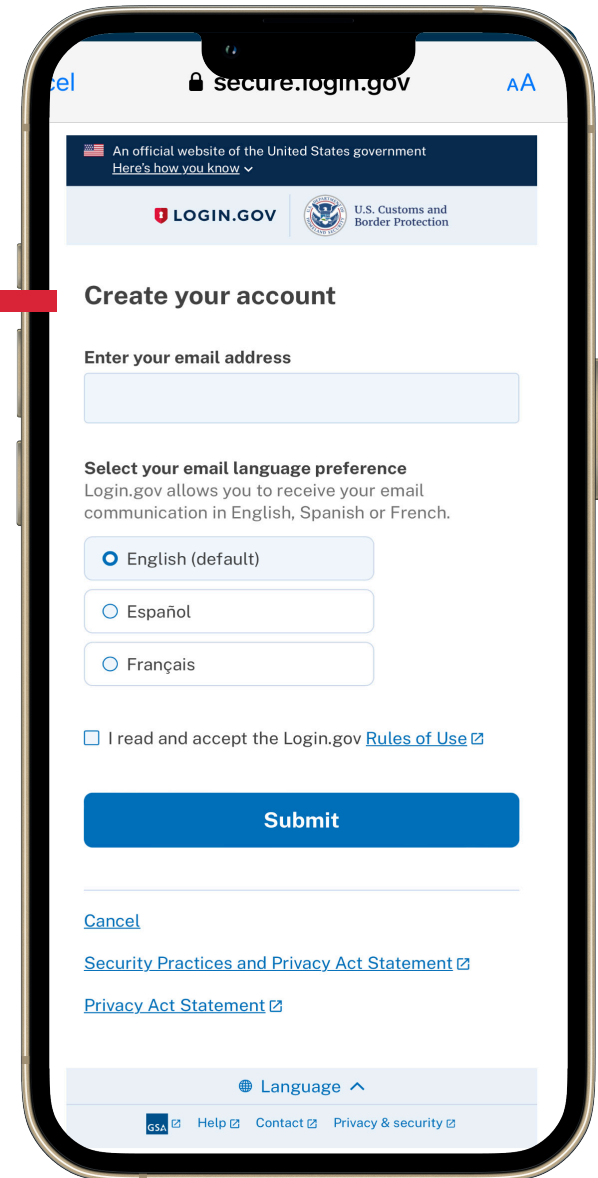 cel
secure.login.gov
AA
An official website of the United States government
Here's how you know
LOGIN.GOV
U.S. Customs and
Border Protection
Create your account
Enter your email address
Select your email language preference
Login.gov allows you to receive your email
communication in English, Spanish or French.
English (default)
Español
Français
I read and accept the Login.gov Rules of Use
Submit
Cancel
Security Practices and Privacy Act Statement
Privacy Act Statement
Language
GSA Help Contact Privacy & security